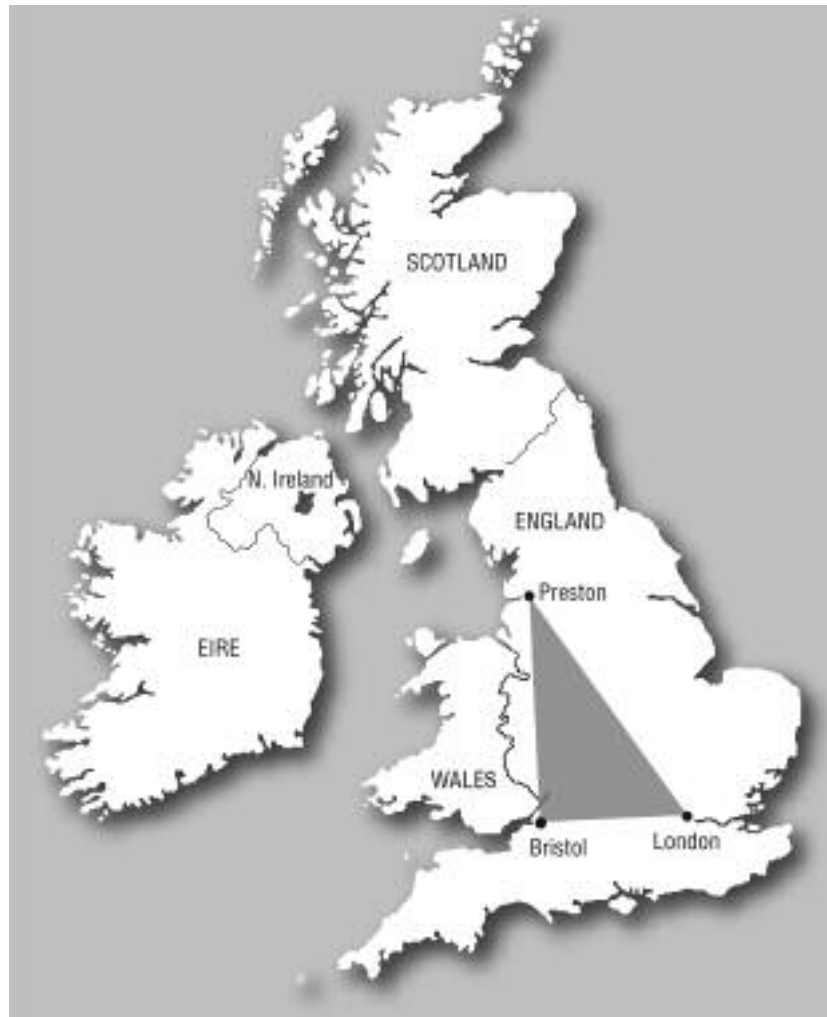 SCOTLAND
N. Ireland
ENGLAND
Preston
EIRE
WALES
Bristol
London